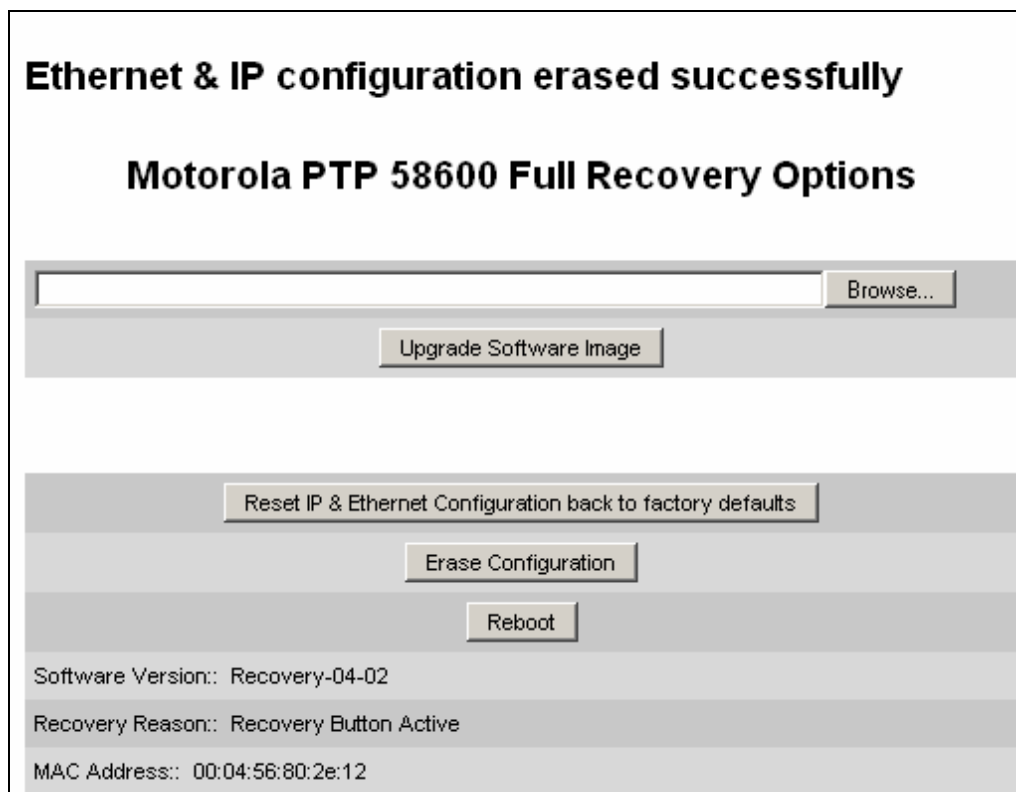 Ethernet & IP configuration erased successfully
Motorola PTP 58600 Full Recovery Options
Browse...
Upgrade Software Image
Reset IP & Ethernet Configuration back to factory defaults
Erase Configuration
Reboot
Software Version:: Recovery-04-02
Recovery Reason:: Recovery Button Active
MAC Address:: 00:04:56:80:2e:12